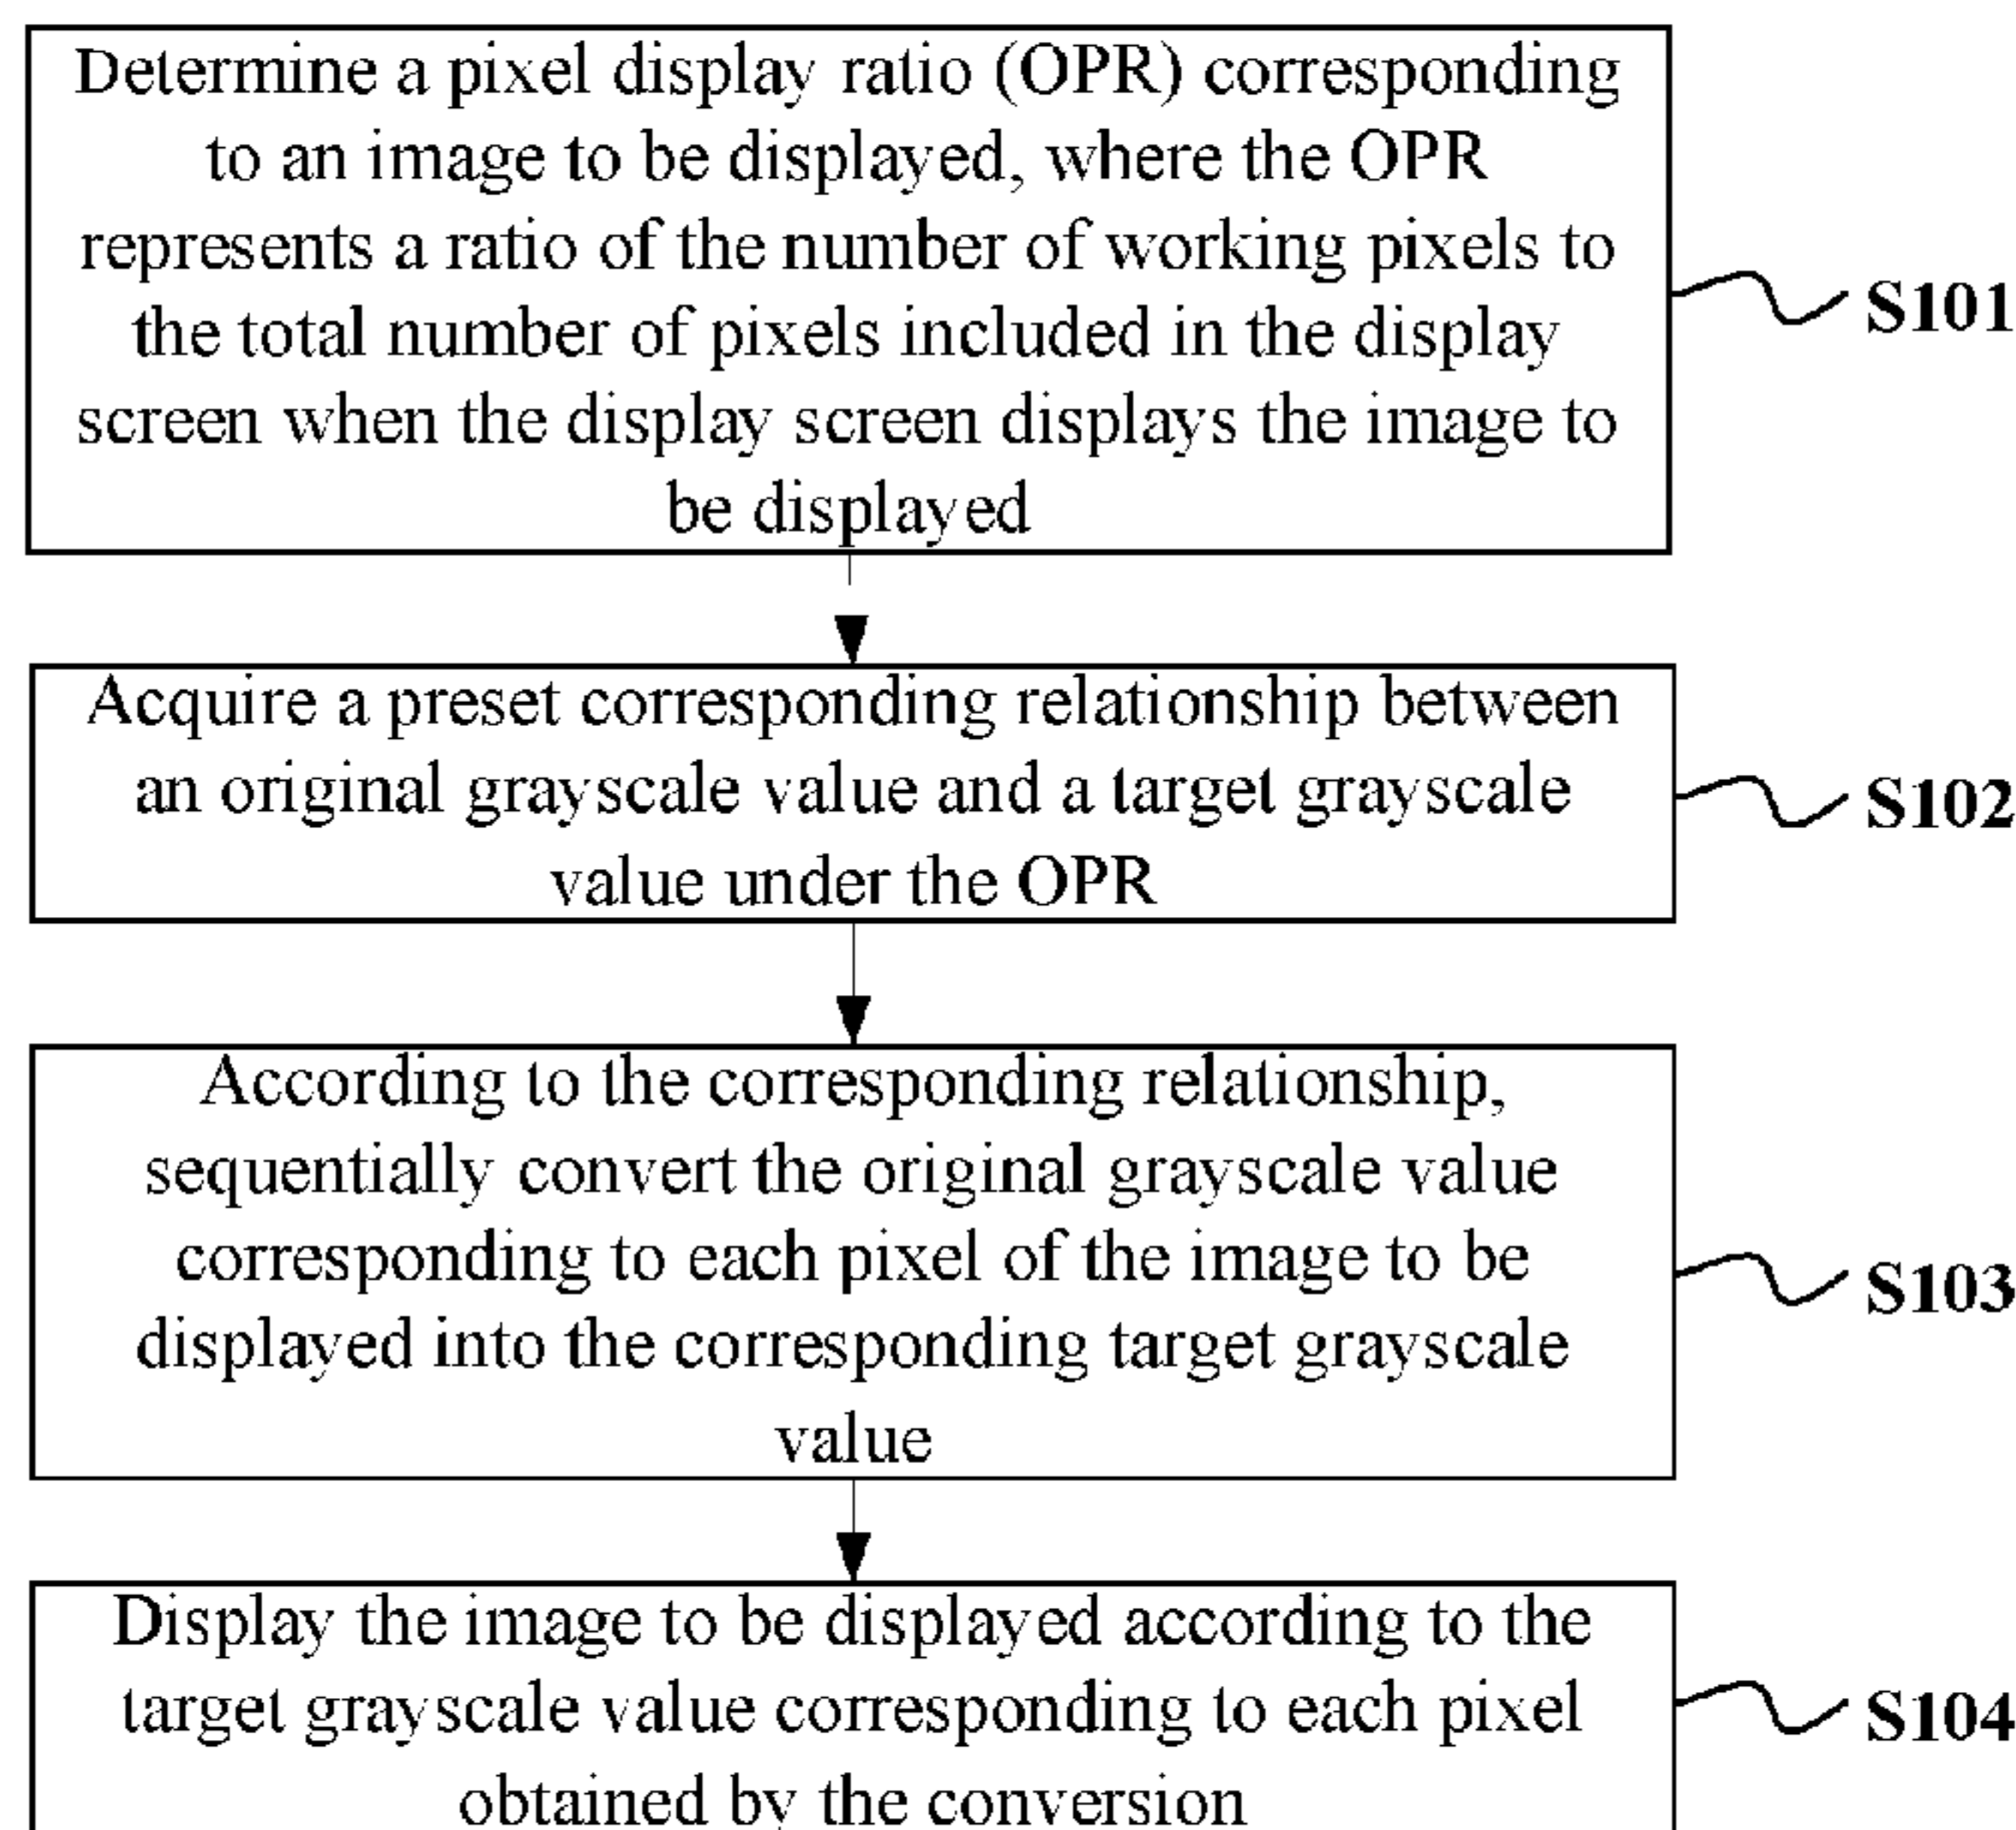 Determine a pixel display ratio (OPR) corresponding
to an image to be displayed, where the OPR
represents a ratio of the number of working pixels to
the total number of pixels included in the display
screen when the display screen displays the image to
be displayed
S101
Acquire a preset corresponding relationship between
an original grayscale value and a target grayscale
value under the OPR
S102
According to the corresponding relationship,
sequentially convert the original grayscale value
corresponding to each pixel of the image to be
displayed into the corresponding target grayscale
value
S103
Display the image to be displayed according to the
target grayscale value corresponding to each pixel
obtained by the conversion
S104